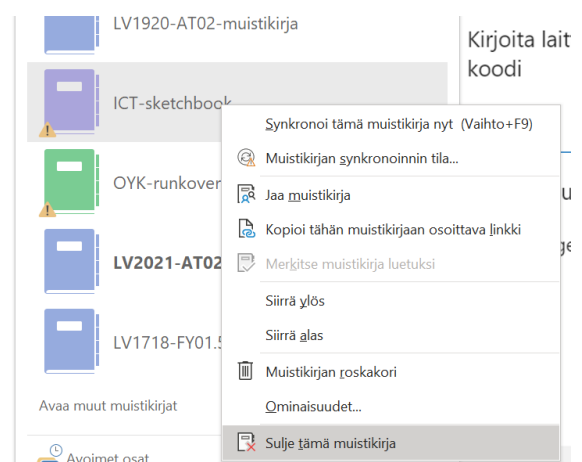 LV1920-AT02-muistikirja
Kirjoita lait
koodi
ICT-sketchbook
Synkronoi tämä muistikirja nyt (Vaihto+F9)
Muistikirjan synkronoinnin tila...
OYK-runkover
Jaa muistikirja
Kopioi tähän muistikirjaan osoittava linkki
LV2021-AT02
Merkitse muistikirja luetuksi
Siirrä ylös
Siirrä alas
LV1718-FY01.5
Muistikirjan roskakori
Avaa muut muistikirjat
Ominaisuudet...
Sulje tämä muistikirja
Avoimet osat